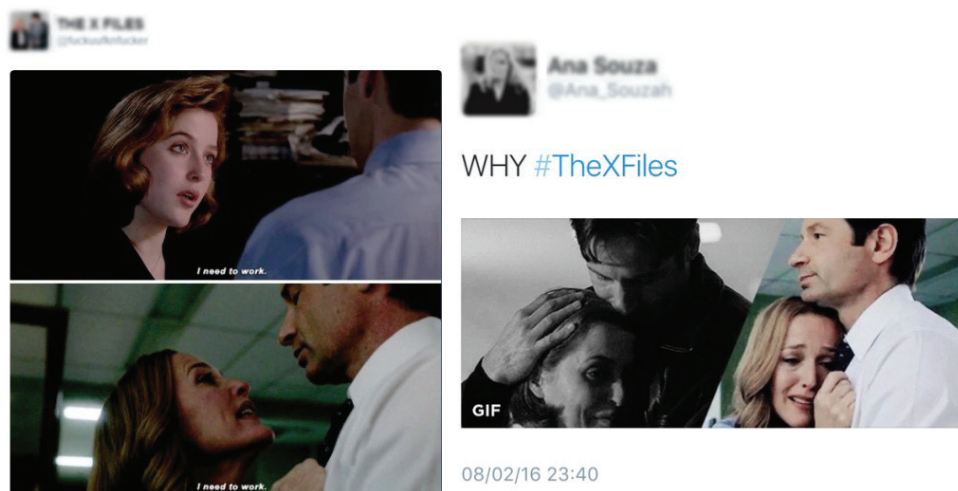 THE X FILES
I need to work.
I need to work.
Ana Souza
@Ana_Souzah
WHY #TheXFiles
GIF
08/02/16 23:40